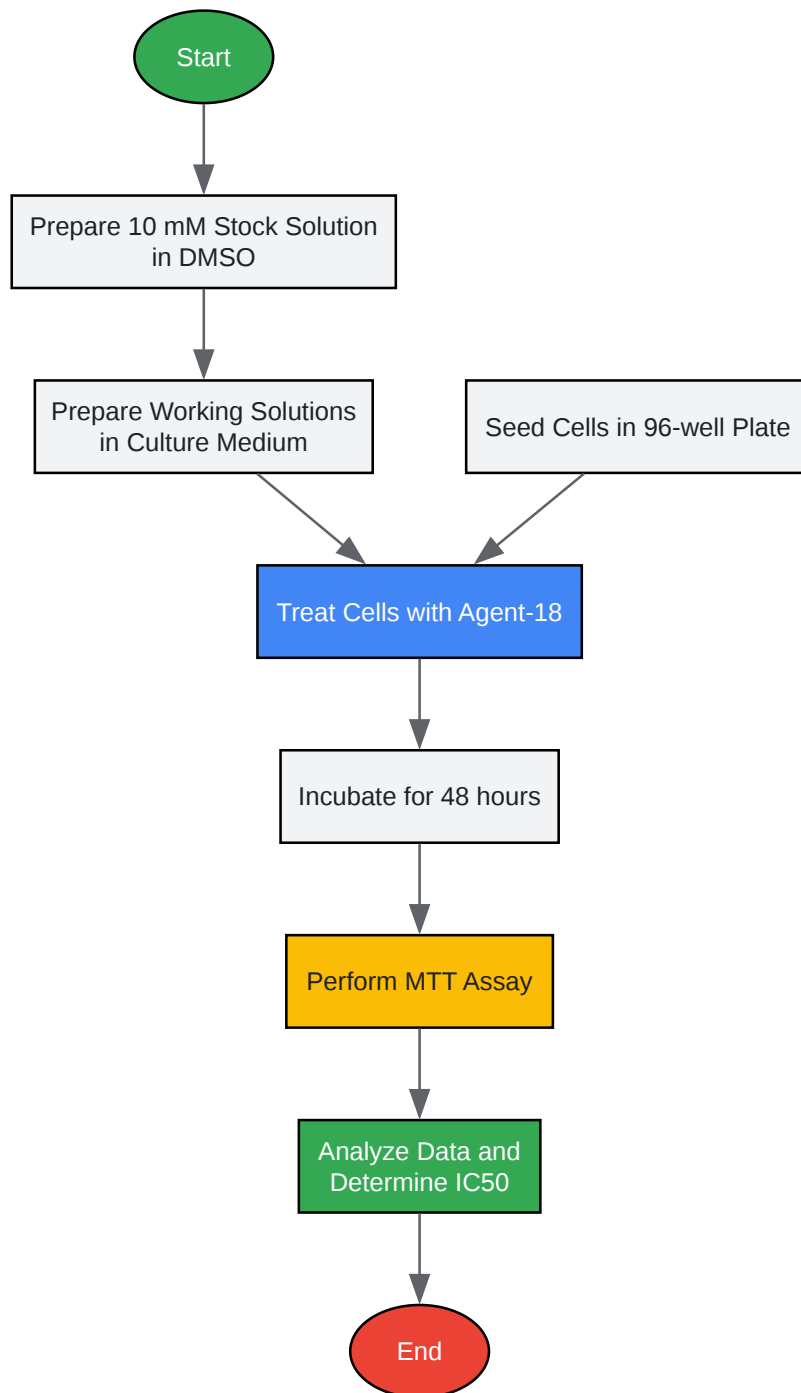 Start
Prepare 10 mM Stock Solution
in DMSO
Prepare Working Solutions
in Culture Medium
Seed Cells in 96-well Plate
Treat Cells with Agent-18
Incubate for 48 hours
Perform MTT Assay
Analyze Data and
Determine IC50
End